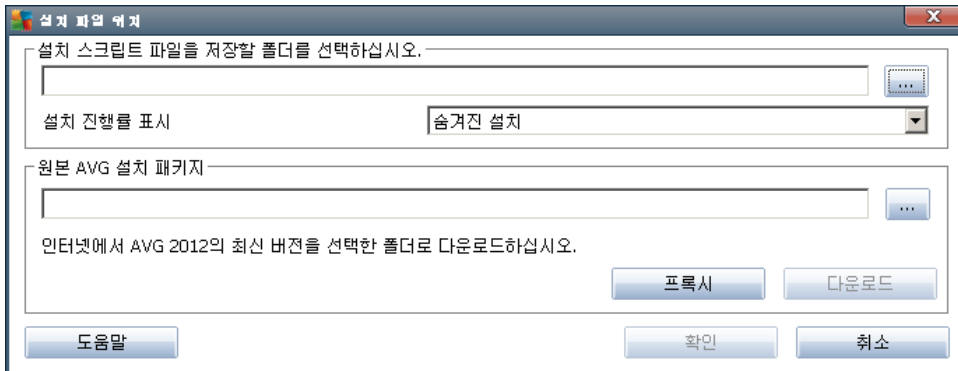 설치 파일 위치
설치 스크립트 파일을 저장할 폴더를 선택하십시오.
...
설치 진행률 표시 숨겨진 설치
원본 AVG 설치 패키지
...
인터넷에서 AVG 2012의 최신 버전을 선택한 폴더로 다운로드하십시오.
프록시 다운로드
도움말 확인 취소